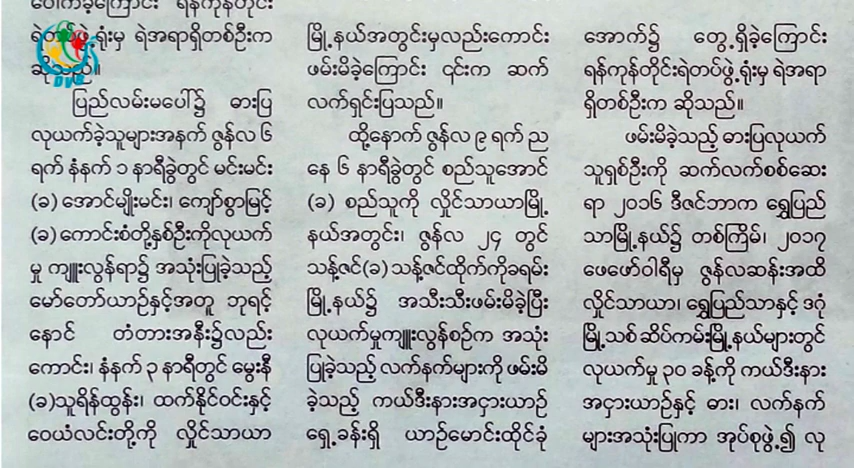 ပေါက်ခဲ့ကြောင်း ရန်ကုန်တိုင်း
ရဲတပ်ဖွဲ့ရုံးမှ ရဲအရာရှိတစ်ဦးက
ဆိုသည်။
ပြည်လမ်းမပေါ်၌ ဓားပြ
လုယက်ခဲ့သူများအနက် ဇွန်လ ၆
ရက် နံနက် ၁ နာရီခွဲတွင် မင်းမင်း
(ခ) အောင်မျိုးမင်း၊ ကျော်စွာမြင့်
(ခ) ကောင်းစံတို့နှစ်ဦးကိုလုယက်
မှု ကျူးလွန်ရာ၌ အသုံးပြုခဲ့သည့်
မော်တော်ယာဉ်နှင့်အတူ ဘုရင့်
နောင် တံတားအနီး၌လည်း
ကောင်း၊ နံနက် ၃ နာရီတွင် မွှေးနီ
(ခ)သူရိန်ထွန်း၊ ထက်နိုင်ဝင်းနှင့်
ဝေယံလင်းတို့ကို လှိုင်သာယာ
မြို့နယ်အတွင်းမှလည်းကောင်း
ဖမ်းမိခဲ့ကြောင်း ၎င်းက ဆက်
လက်ရှင်းပြသည်။
ထို့နောက် ဇွန်လ ၉ ရက် ည
နေ ၆ နာရီခွဲတွင် စည်သူအောင်
(ခ) စည်သူကို လှိုင်သာယာမြို့
နယ်အတွင်း၊ ဇွန်လ ၂၄ တွင်
သန့်ဇင်(ခ) သန့်ဇင်ထိုက်ကိုခရမ်း
မြို့နယ်၌ အသီးသီးဖမ်းမိခဲ့ပြီး
လုယက်မှုကျူးလွန်စဉ်က အသုံး
ပြုခဲ့သည့် လက်နက်များကို ဖမ်းမိ
ခဲ့သည့် ကယ်ဒီးနားအငှားယာဉ်
ရှေ့ခန်းရှိ ယာဉ်မောင်းထိုင်ခုံ
အောက်၌ တွေ့ရှိခဲ့ကြောင်း
ရန်ကုန်တိုင်းရဲတပ်ဖွဲ့ရုံးမှ ရဲအရာ
ရှိတစ်ဦးက ဆိုသည်။
ဖမ်းမိခဲ့သည့် ဓားပြလုယက်
သူရှစ်ဦးကို ဆက်လက်စစ်ဆေး
ရာ ၂၀၁၆ ဒီဇင်ဘာက ရွှေပြည်
သာမြို့နယ်၌ တစ်ကြိမ်၊ ၂၀၁၇
ဖေဖော်ဝါရီမှ ဇွန်လဆန်းအထိ
လှိုင်သာယာ၊ ရွှေပြည်သာနှင့် ဒဂုံ
မြို့သစ် ဆိပ်ကမ်းမြို့နယ်များတွင်
လုယက်မှု ၃၀ ခန့်ကို ကယ်ဒီးနား
အငှားယာဉ်နှင့် ဓား၊ လက်နက်
များအသုံးပြုကာ အုပ်စုဖွဲ့၍ လု